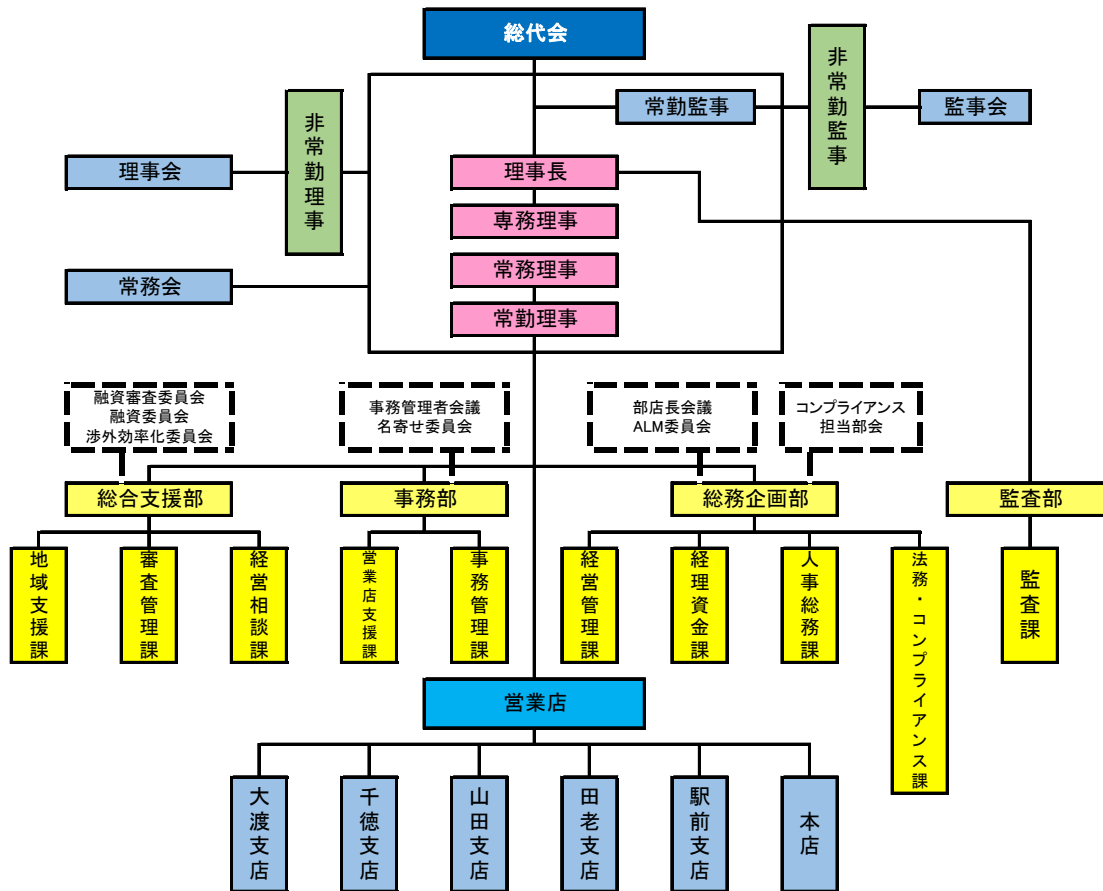 総代会
非常勤監事
常勤監事
監事会
非常勤理事
理事会
理事長
専務理事
常務理事
常務会
常勤理事
融資審査委員会
融資委員会
渉外効率化委員会
事務管理者会議
名寄せ委員会
部店長会議
ALM委員会
コンプライアンス
担当部会
総合支援部
事務部
総務企画部
監査部
地域支援課
審査管理課
経営相談課
営業店支援課
事務管理課
経営管理課
経理資金課
人事総務課
法務・コンプライアンス課
監査課
営業店
大渡支店
千徳支店
山田支店
田老支店
駅前支店
本店